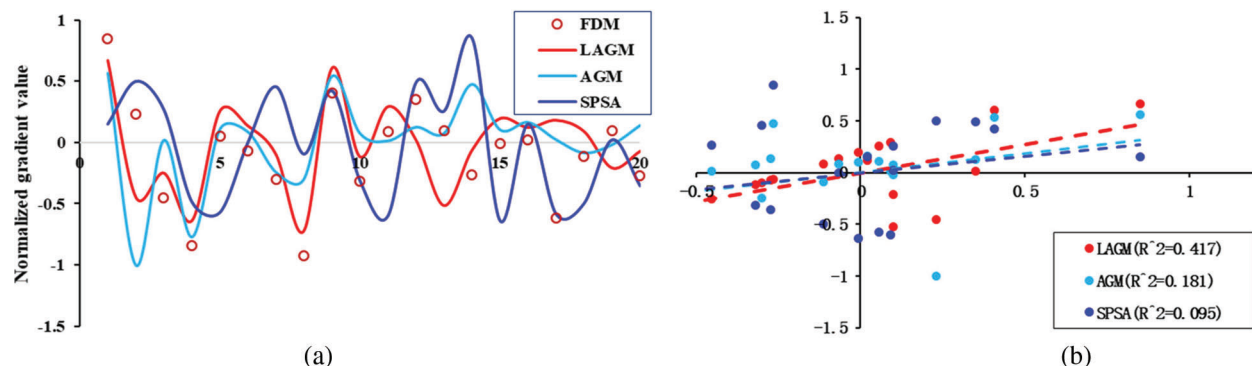 1
0.5
0
-0.5
-1
-1.5
Normalized gradient value
0
5
10
15
20
FDM
LAGM
AGM
SPSA
(a)
1.5
1
0.5
0
-0.5
-1
-1.5
-0.5
0
0.5
1
LAGM(R^2=0.417)
AGM(R^2=0.181)
SPSA(R^2=0.095)
(b)